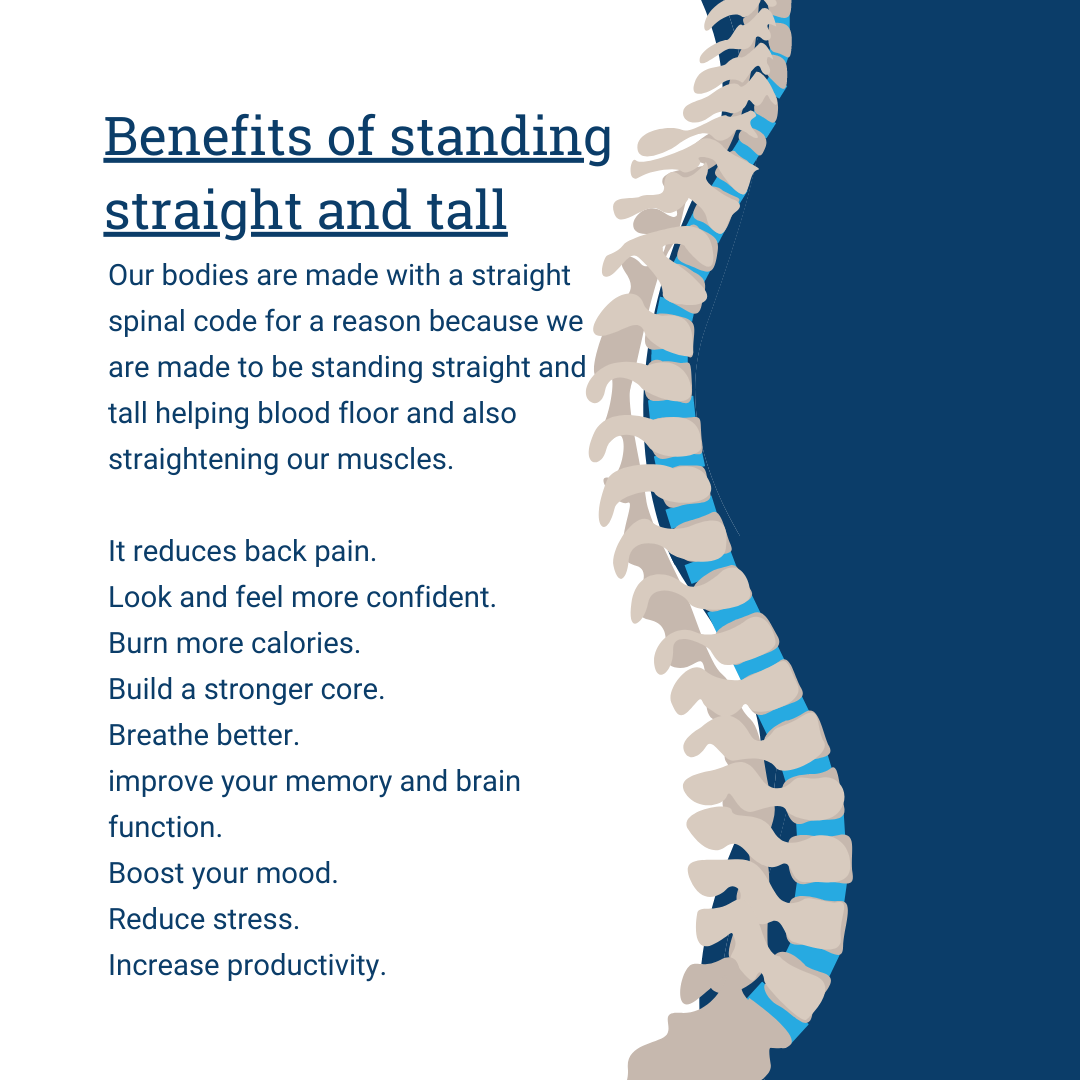 Benefits of standing
straight and tall
Our bodies are made with a straight
spinal code for a reason because we
are made to be standing straight and
tall helping blood floor and also
straightening our muscles.
It reduces back pain.
Look and feel more confident.
Burn more calories.
Build a stronger core.
Breathe better.
improve your memory and brain
function.
Boost your mood.
Reduce stress.
Increase productivity.